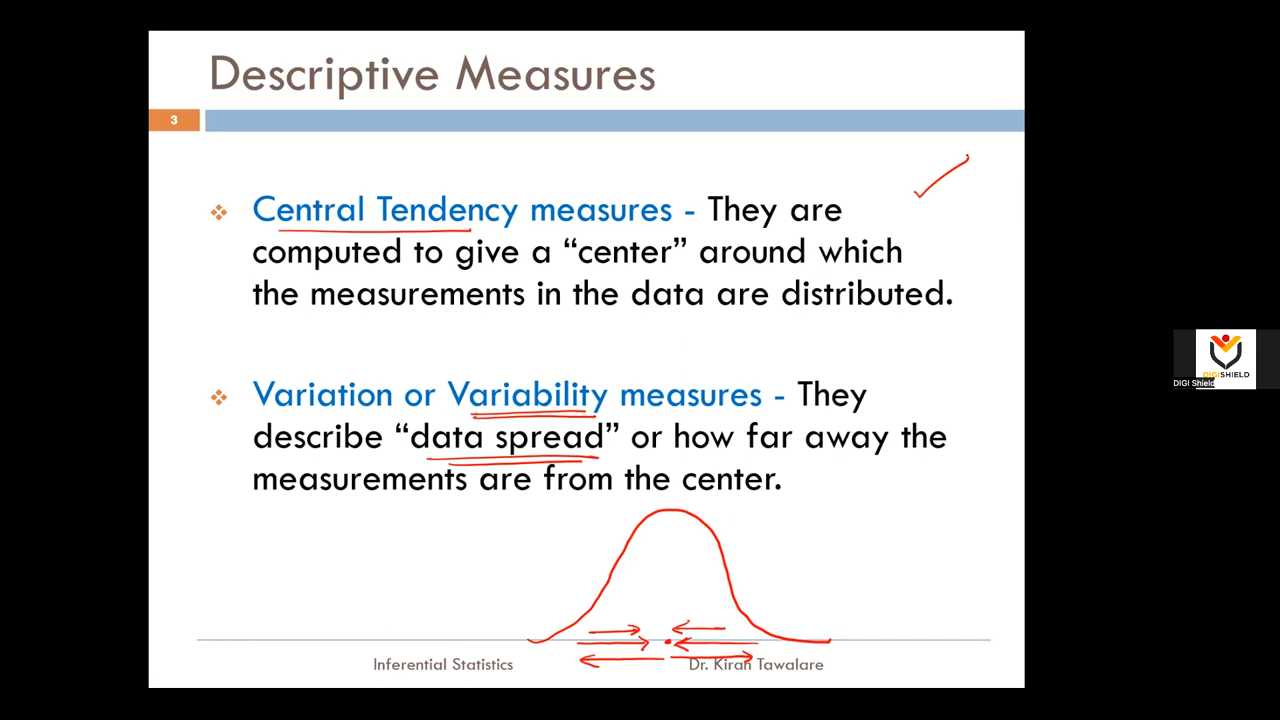 Descriptive Measures
3
Central Tendency measures - They are
computed to give a “center” around which
the measurements in the data are distributed.
Variation or Variability measures - They
describe “data spread” or how far away the
measurements are from the center.
Inferential Statistics
Dr. Kiran Tawalare
DIGISHIELD
DIGI Shield